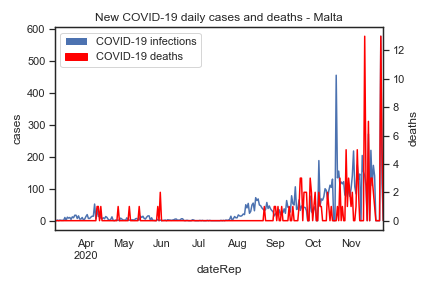 New COVID-19 daily cases and deaths - Malta
COVID-19 infections
COVID-19 deaths
600
500
400
300
200
100
0
cases
12
10
8
6
4
2
0
deaths
Apr May Jun Jul Aug Sep Oct Nov
2020
dateRep